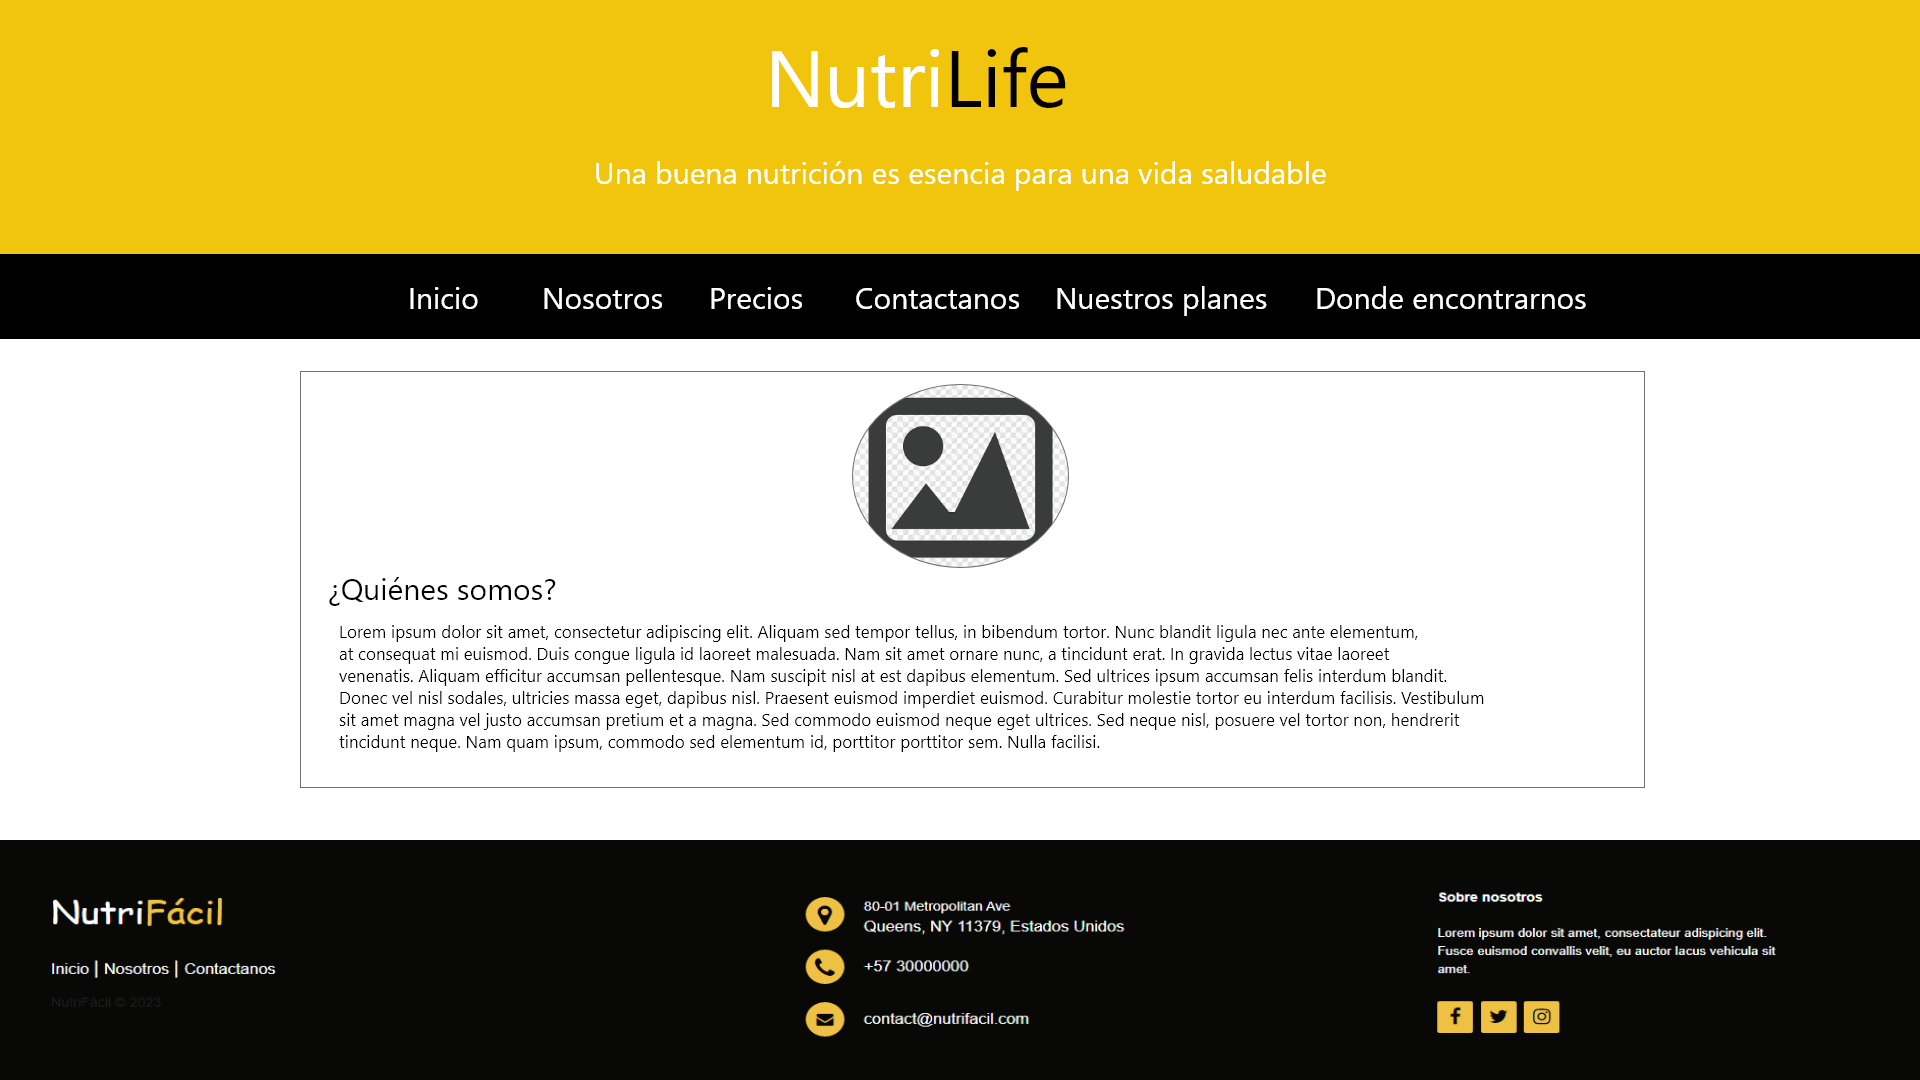 NutriLife
Una buena nutrición es esencia para una vida saludable
Inicio Nosotros Precios Contactanos Nuestros planes Donde encontrarnos
¿Quiénes somos?
Lorem ipsum dolor sit amet, consectetur adipiscing elit. Aliquam sed tempor tellus, in bibendum tortor. Nunc blandit ligula nec ante elementum,
at consequat mi euismod. Duis congue ligula id laoreet malesuada. Nam sit amet ornare nunc, a tincidunt erat. In gravida lectus vitae laoreet
venenatis. Aliquam efficitur accumsan pellentesque. Nam suscipit nisl at est dapibus elementum. Sed ultrices ipsum accumsan felis interdum blandit.
Donec vel nisl sodales, ultricies massa eget, dapibus nisl. Praesent euismod imperdiet euismod. Curabitur molestie tortor eu interdum facilisis. Vestibulum
sit amet magna vel justo accumsan pretium et a magna. Sed commodo euismod neque eget ultrices. Sed neque nisl, posuere vel tortor non, hendrerit
tincidunt neque. Nam quam ipsum, commodo sed elementum id, porttitor porttitor sem. Nulla facilisi.
NutriFácil
Inicio | Nosotros | Contactanos
NutriFácil © 2023
80-01 Metropolitan Ave
Queens, NY 11379, Estados Unidos
+57 30000000
contact@nutrifacil.com
Sobre nosotros
Lorem ipsum dolor sit amet, consectateur adipiscing elit.
Fusce euismod convallis velit, eu auctor lacus vehicula sit
amet.